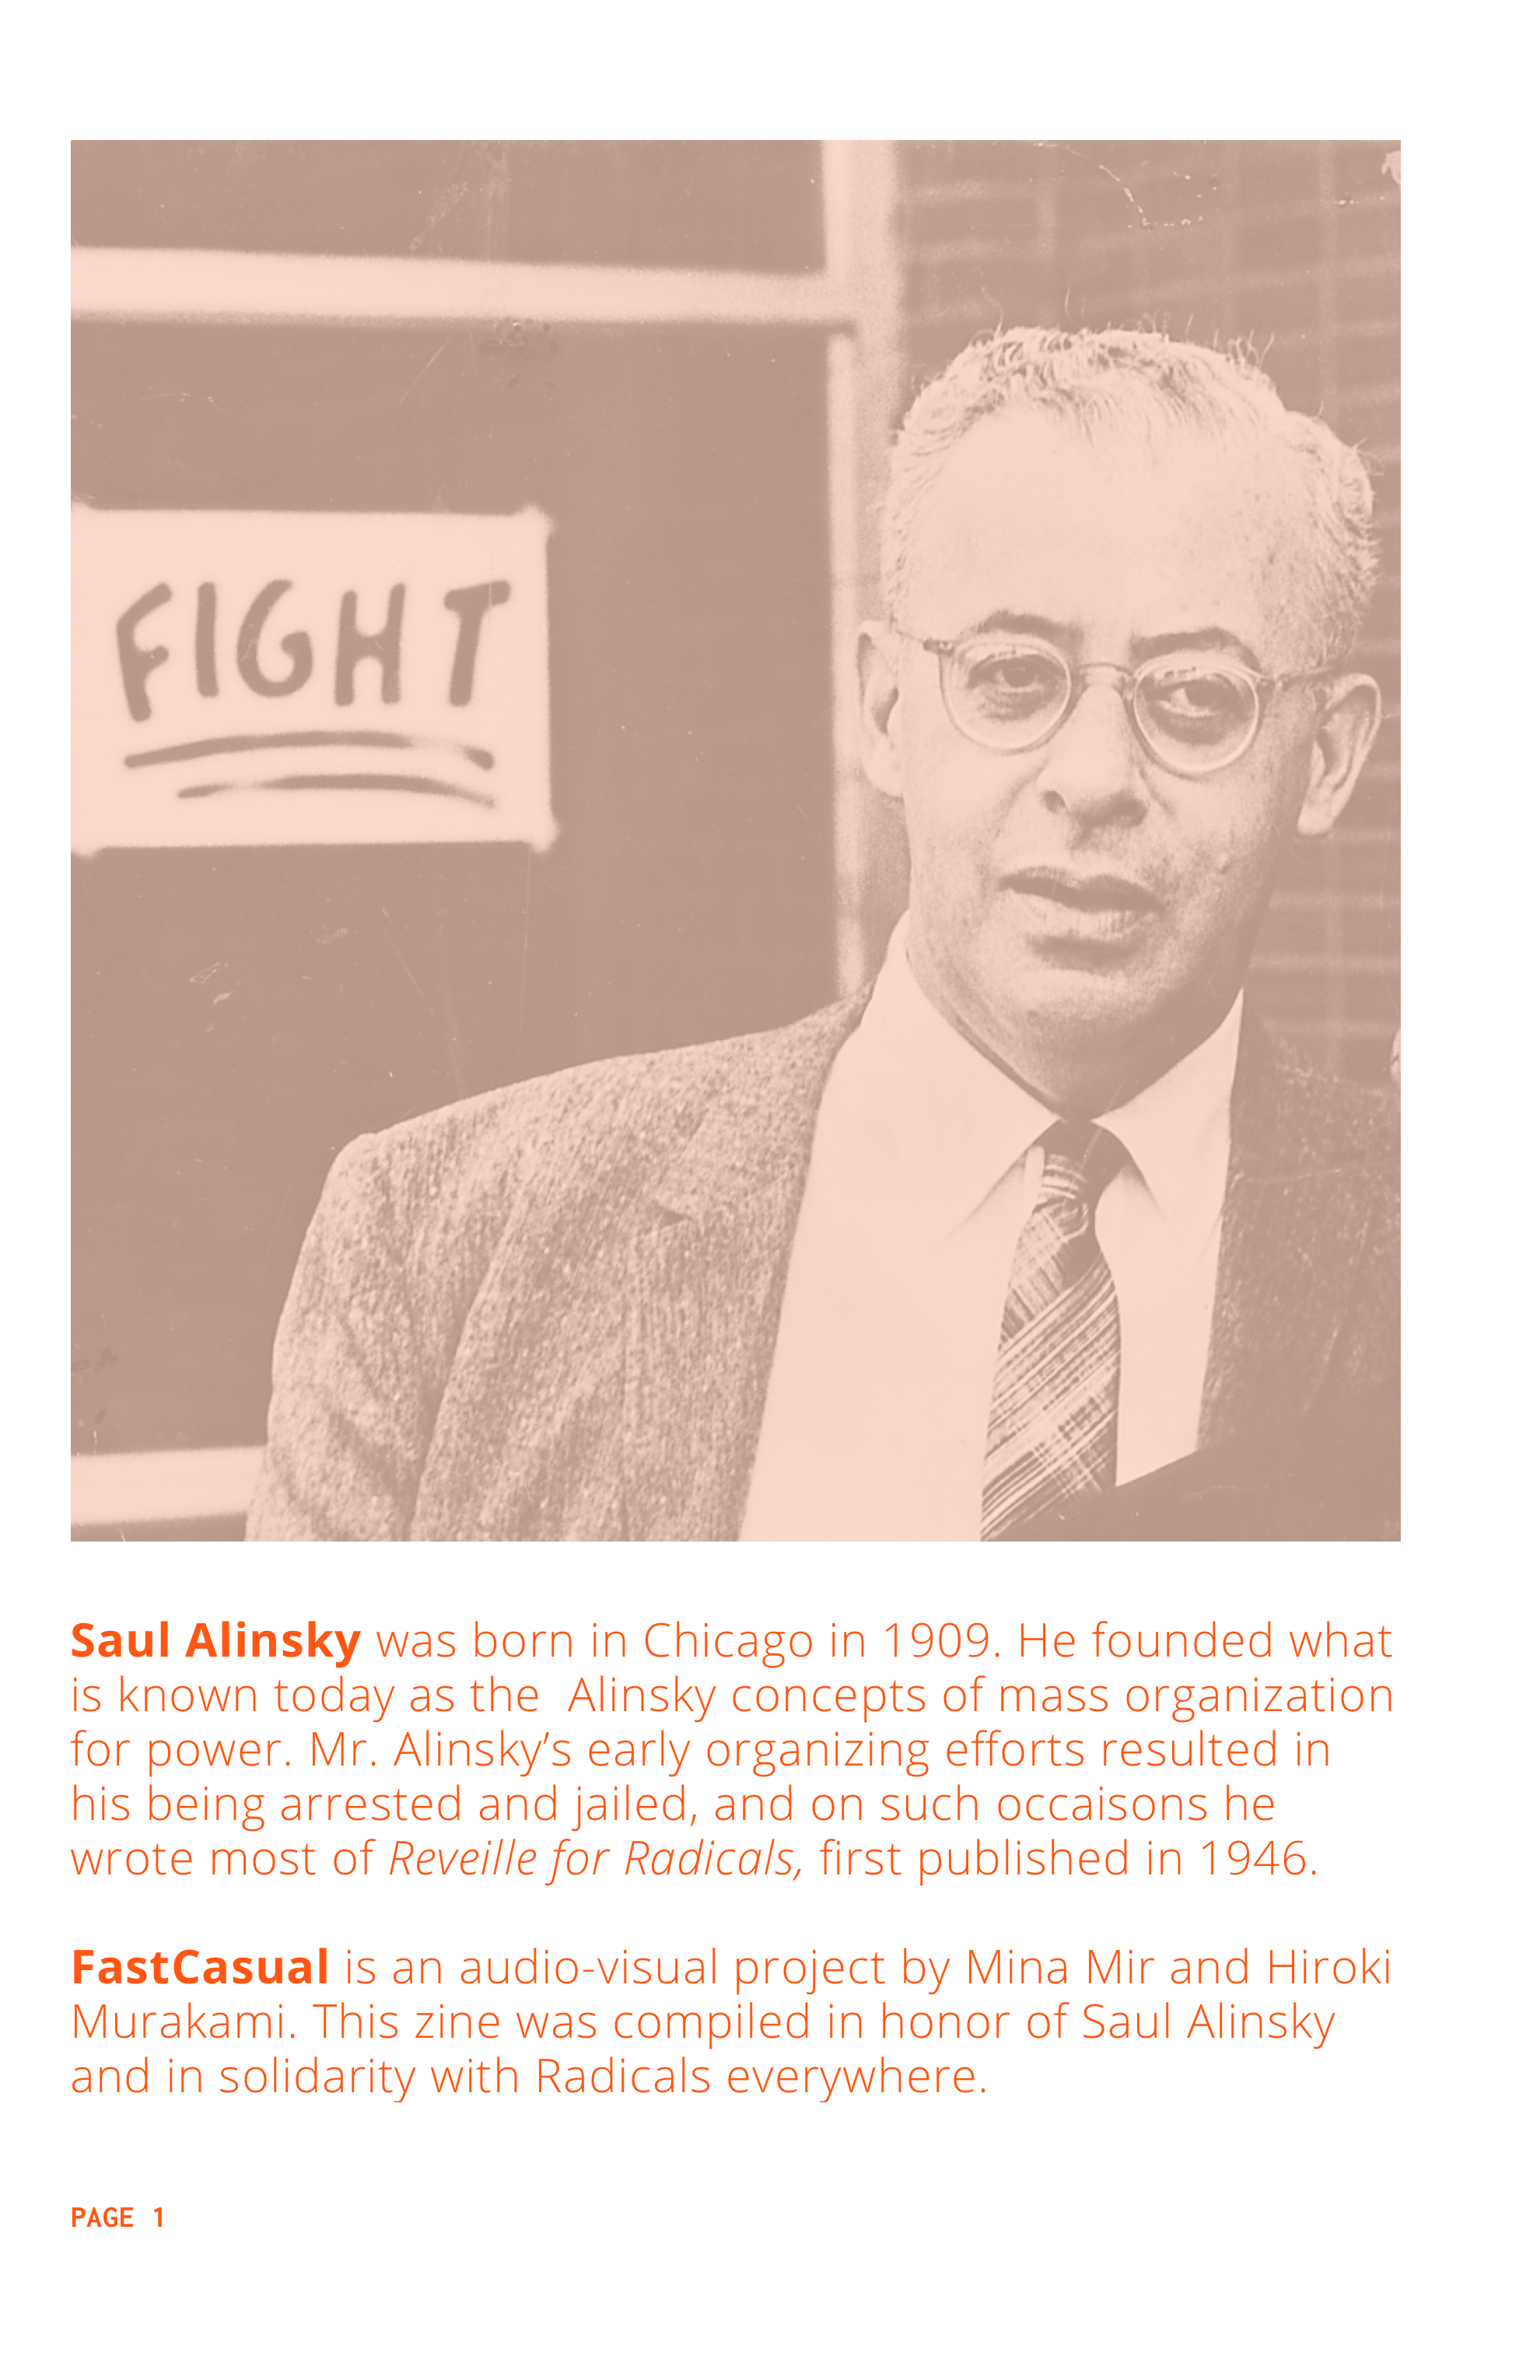 FIGHT
Saul Alinsky was born in Chicago in 1909. He founded what
is known today as the  Alinsky concepts of mass organization
for power. Mr. Alinsky’s early organizing efforts resulted in
his being arrested and jailed, and on such occaisons he
wrote most of Reveille for Radicals, first published in 1946.
FastCasual is an audio-visual project by Mina Mir and Hiroki
Murakami. This zine was compiled in honor of Saul Alinsky
and in solidarity with Radicals everywhere.
PAGE 1